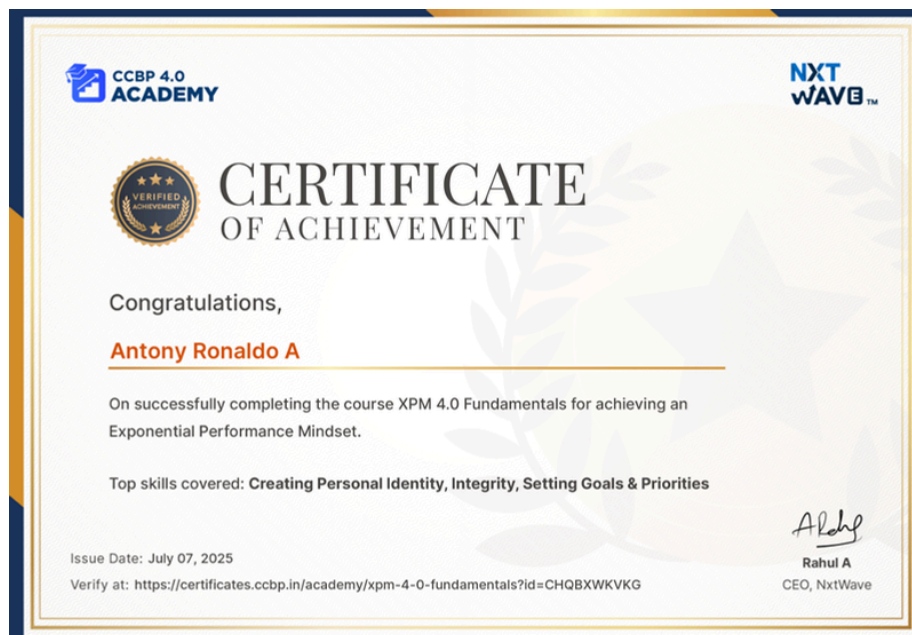 CCBP 4.0
ACADEMY
NXT
WAVE™
VERIFIED
ACHIEVEMENT
CERTIFICATE
OF ACHIEVEMENT
Congratulations,
Antony Ronaldo A
On successfully completing the course XPM 4.0 Fundamentals for achieving an
Exponential Performance Mindset.
Top skills covered: Creating Personal Identity, Integrity, Setting Goals & Priorities
Issue Date: July 07, 2025
Verify at: https://certificates.ccbp.in/academy/xpm-4-0-fundamentals?id=CHQBXWKVKG
Rahul A
CEO, NxtWave